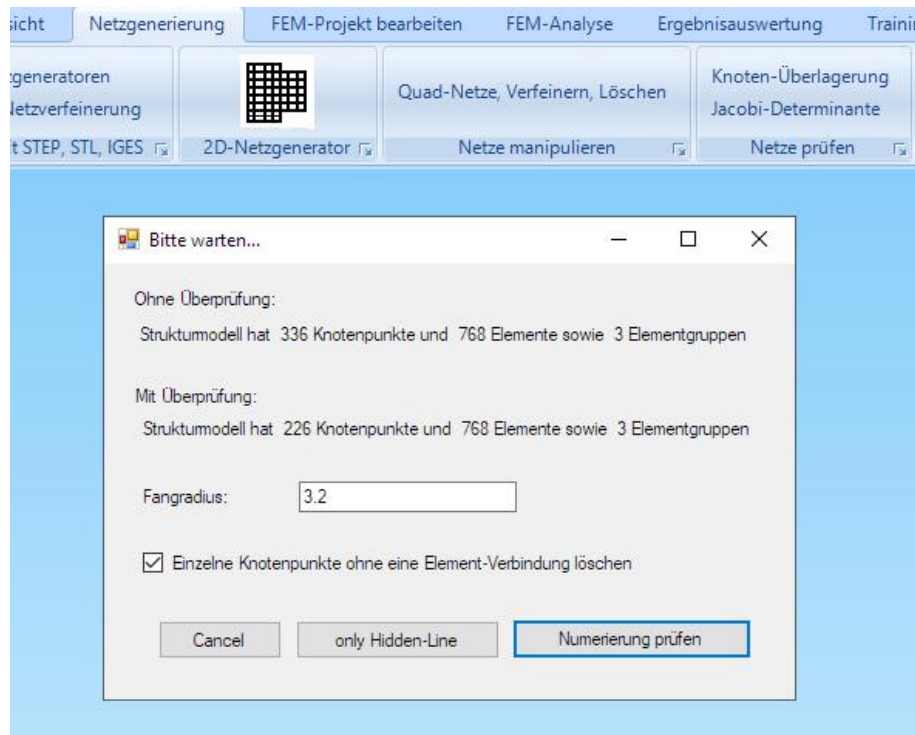 Netzgenerierung FEM-Projekt bearbeiten FEM-Analyse Ergebnisauswertung
Quad-Netze, Verfeinern, Löschen Knoten-Überlagerung
Jacobi-Determinante
STEP, STL, IGES 2D-Netzgenerator Netze manipulieren Netze prüfen
Bitte warten...
Ohne Überprüfung:
Strukturmodell hat 336 Knotenpunkte und 768 Elemente sowie 3 Elementgruppen
Mit Überprüfung:
Strukturmodell hat 226 Knotenpunkte und 768 Elemente sowie 3 Elementgruppen
Fangradius: 3.2
Einzelne Knotenpunkte ohne eine Element-Verbindung löschen
Cancel only Hidden-Line Numerierung prüfen